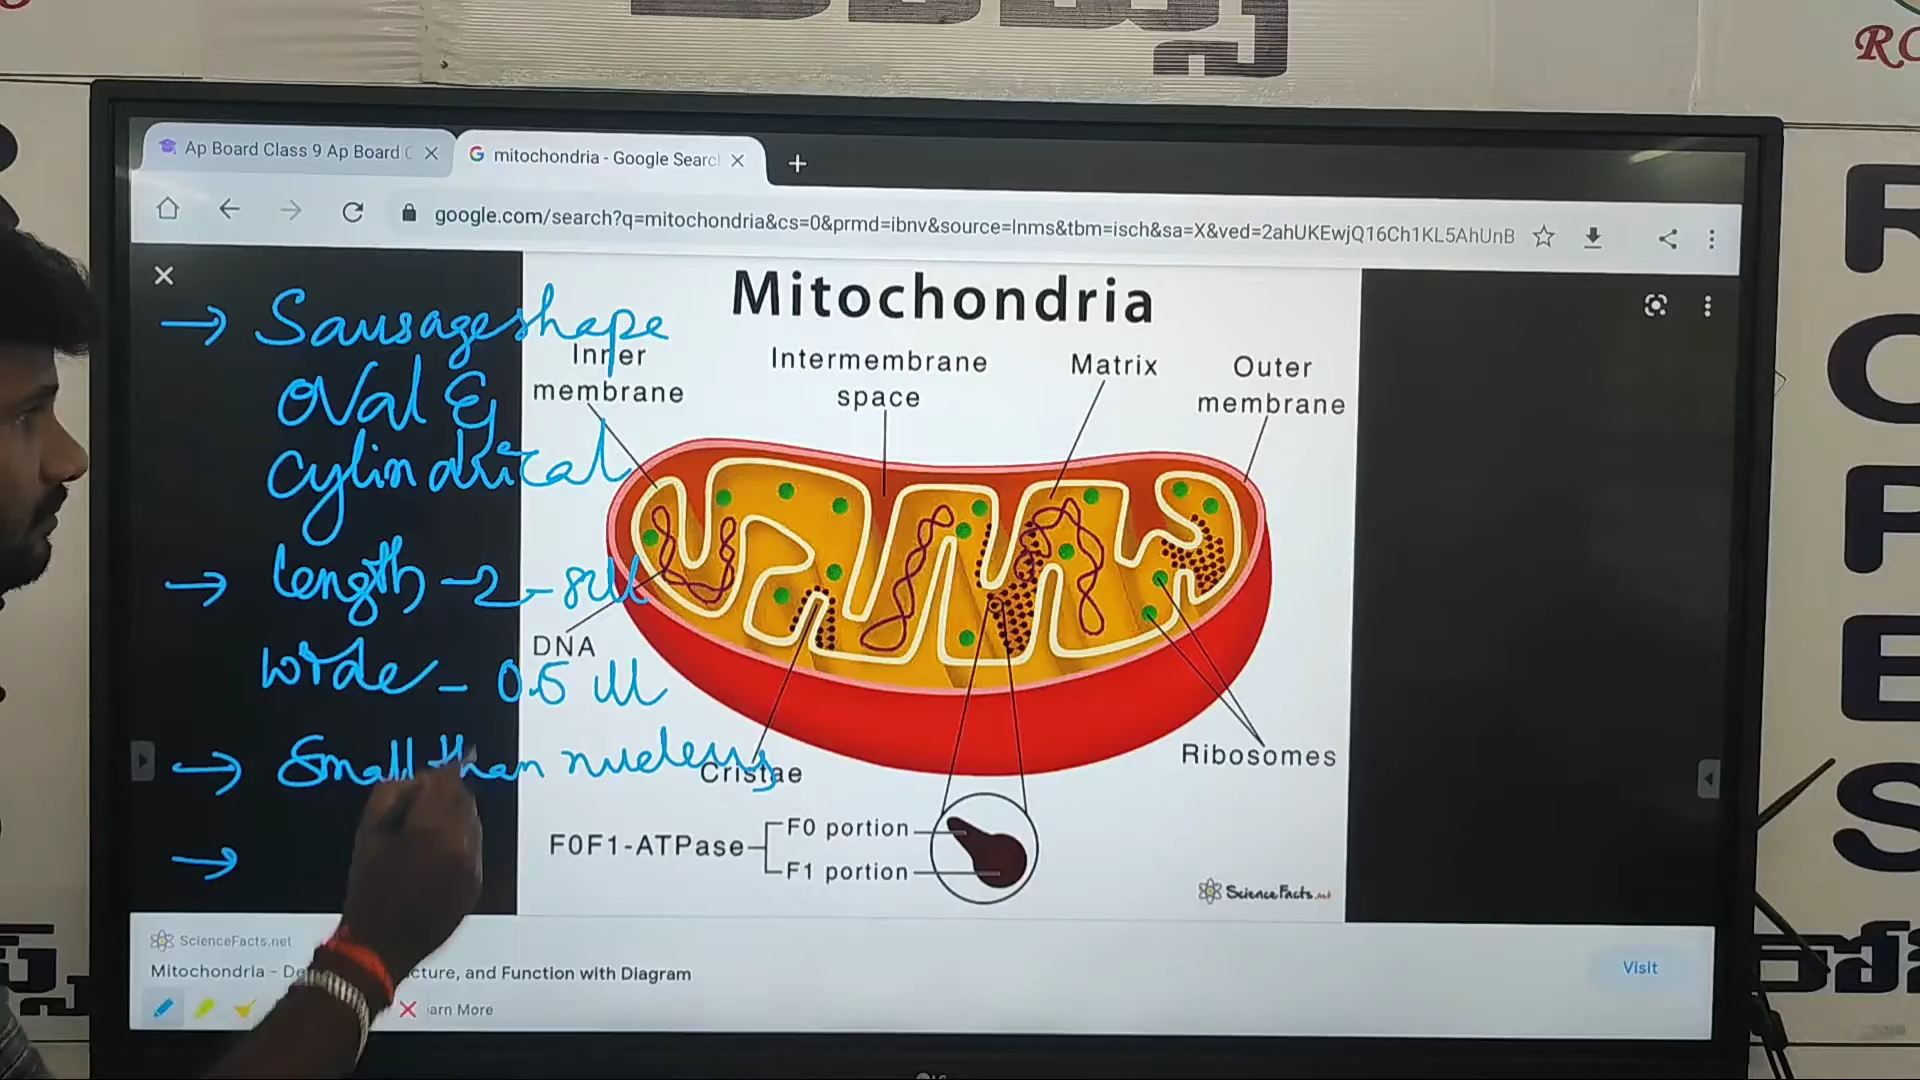 RO
Ap Board Class 9 Ap Board C
mitochondria - Google Searcl
google.com/search?q=mitochondria&cs=0&prmd=ibnv&source=lnms&tbm=isch&sa=X&ved=2ahUKEwjQ16Ch1KL5AhUnB
Mitochondria
→ Sausage shape
oval &
cylindrical
→ length - 2-8 M
wide - 0.5 M
→ Small than nucleus
→
Inner
membrane
Intermembrane
space
Matrix
Outer
membrane
DNA
Cristae
Ribosomes
F0F1-ATPase
F0 portion
F1 portion
ScienceFacts.net
ScienceFacts.net
Mitochondria - De cture, and Function with Diagram
Visit
arn More
R
O
P
E
S
రోప్